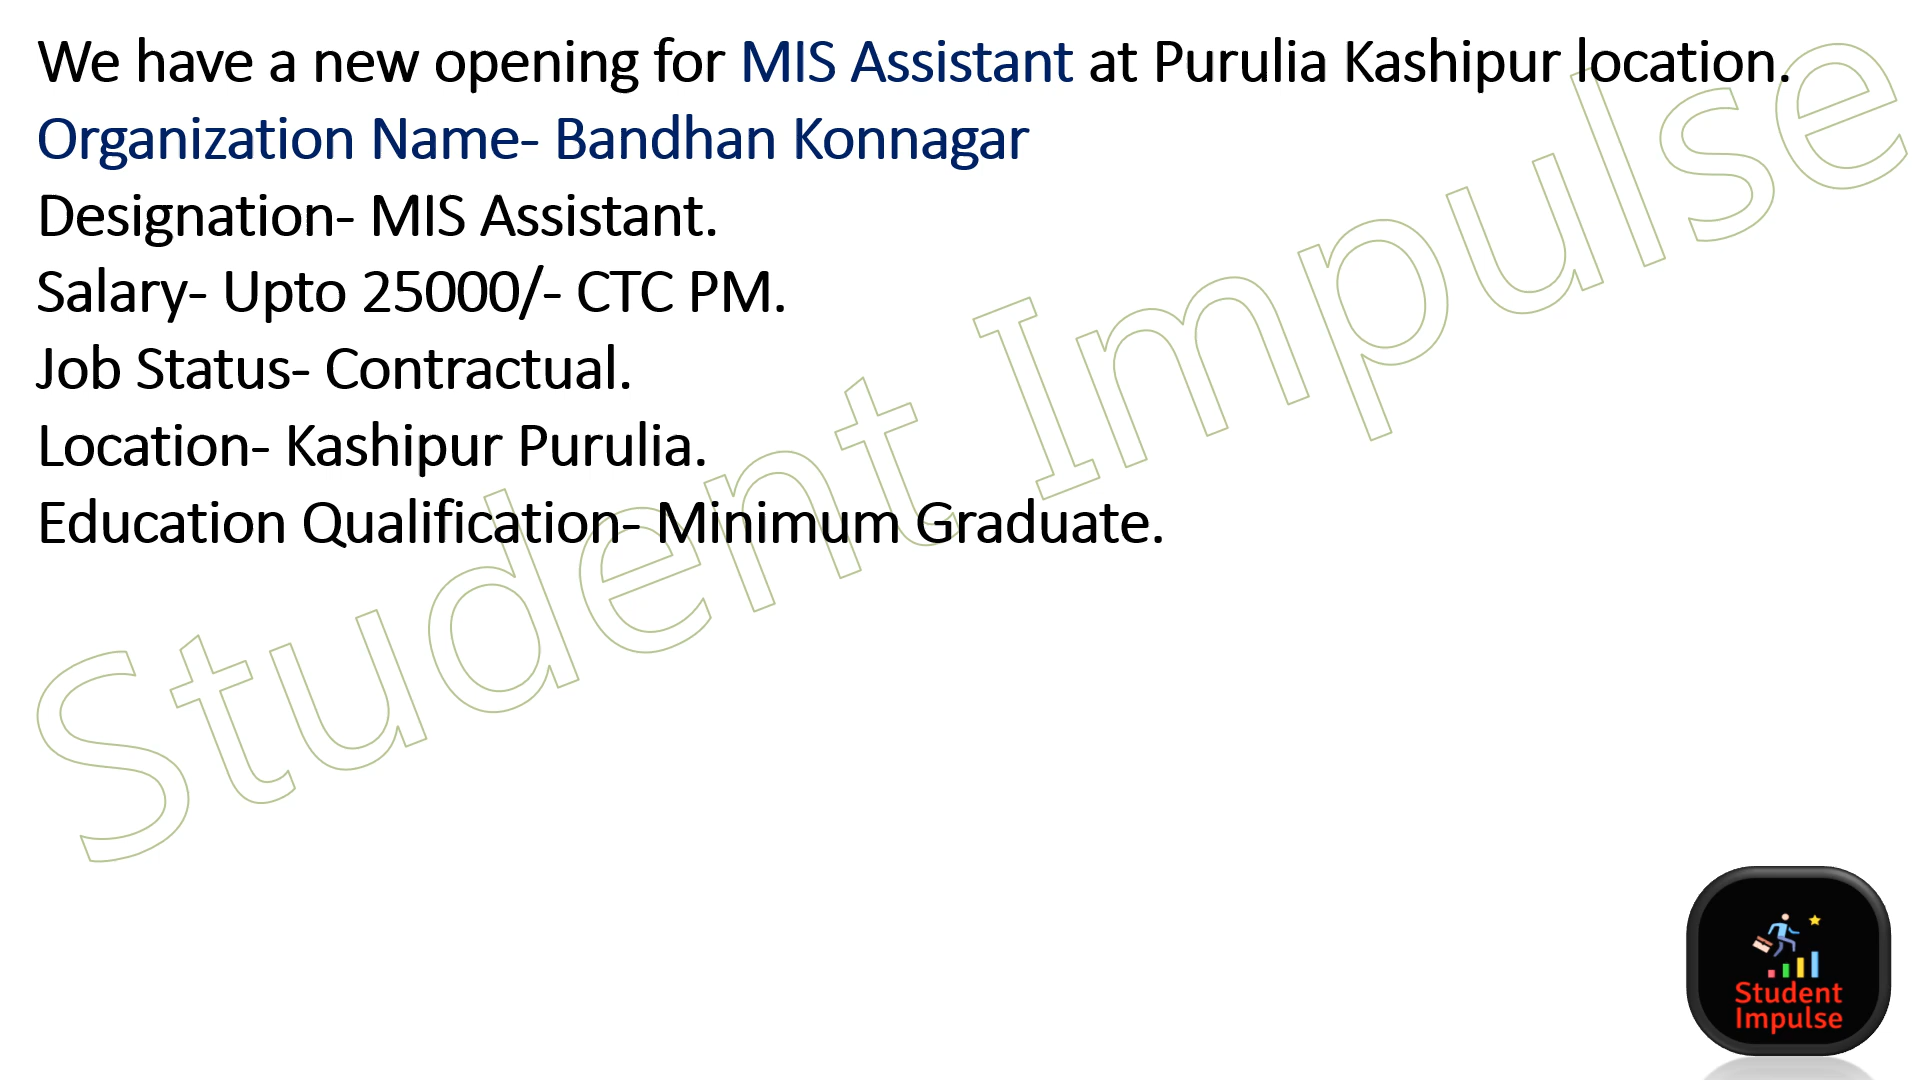 We have a new opening for MIS Assistant at Purulia Kashipur location.
Organization Name- Bandhan Konnagar
Designation- MIS Assistant.
Salary- Upto 25000/- CTC PM.
Job Status- Contractual.
Location- Kashipur Purulia.
Education Qualification- Minimum Graduate.
Student Impulse
Student
Impulse